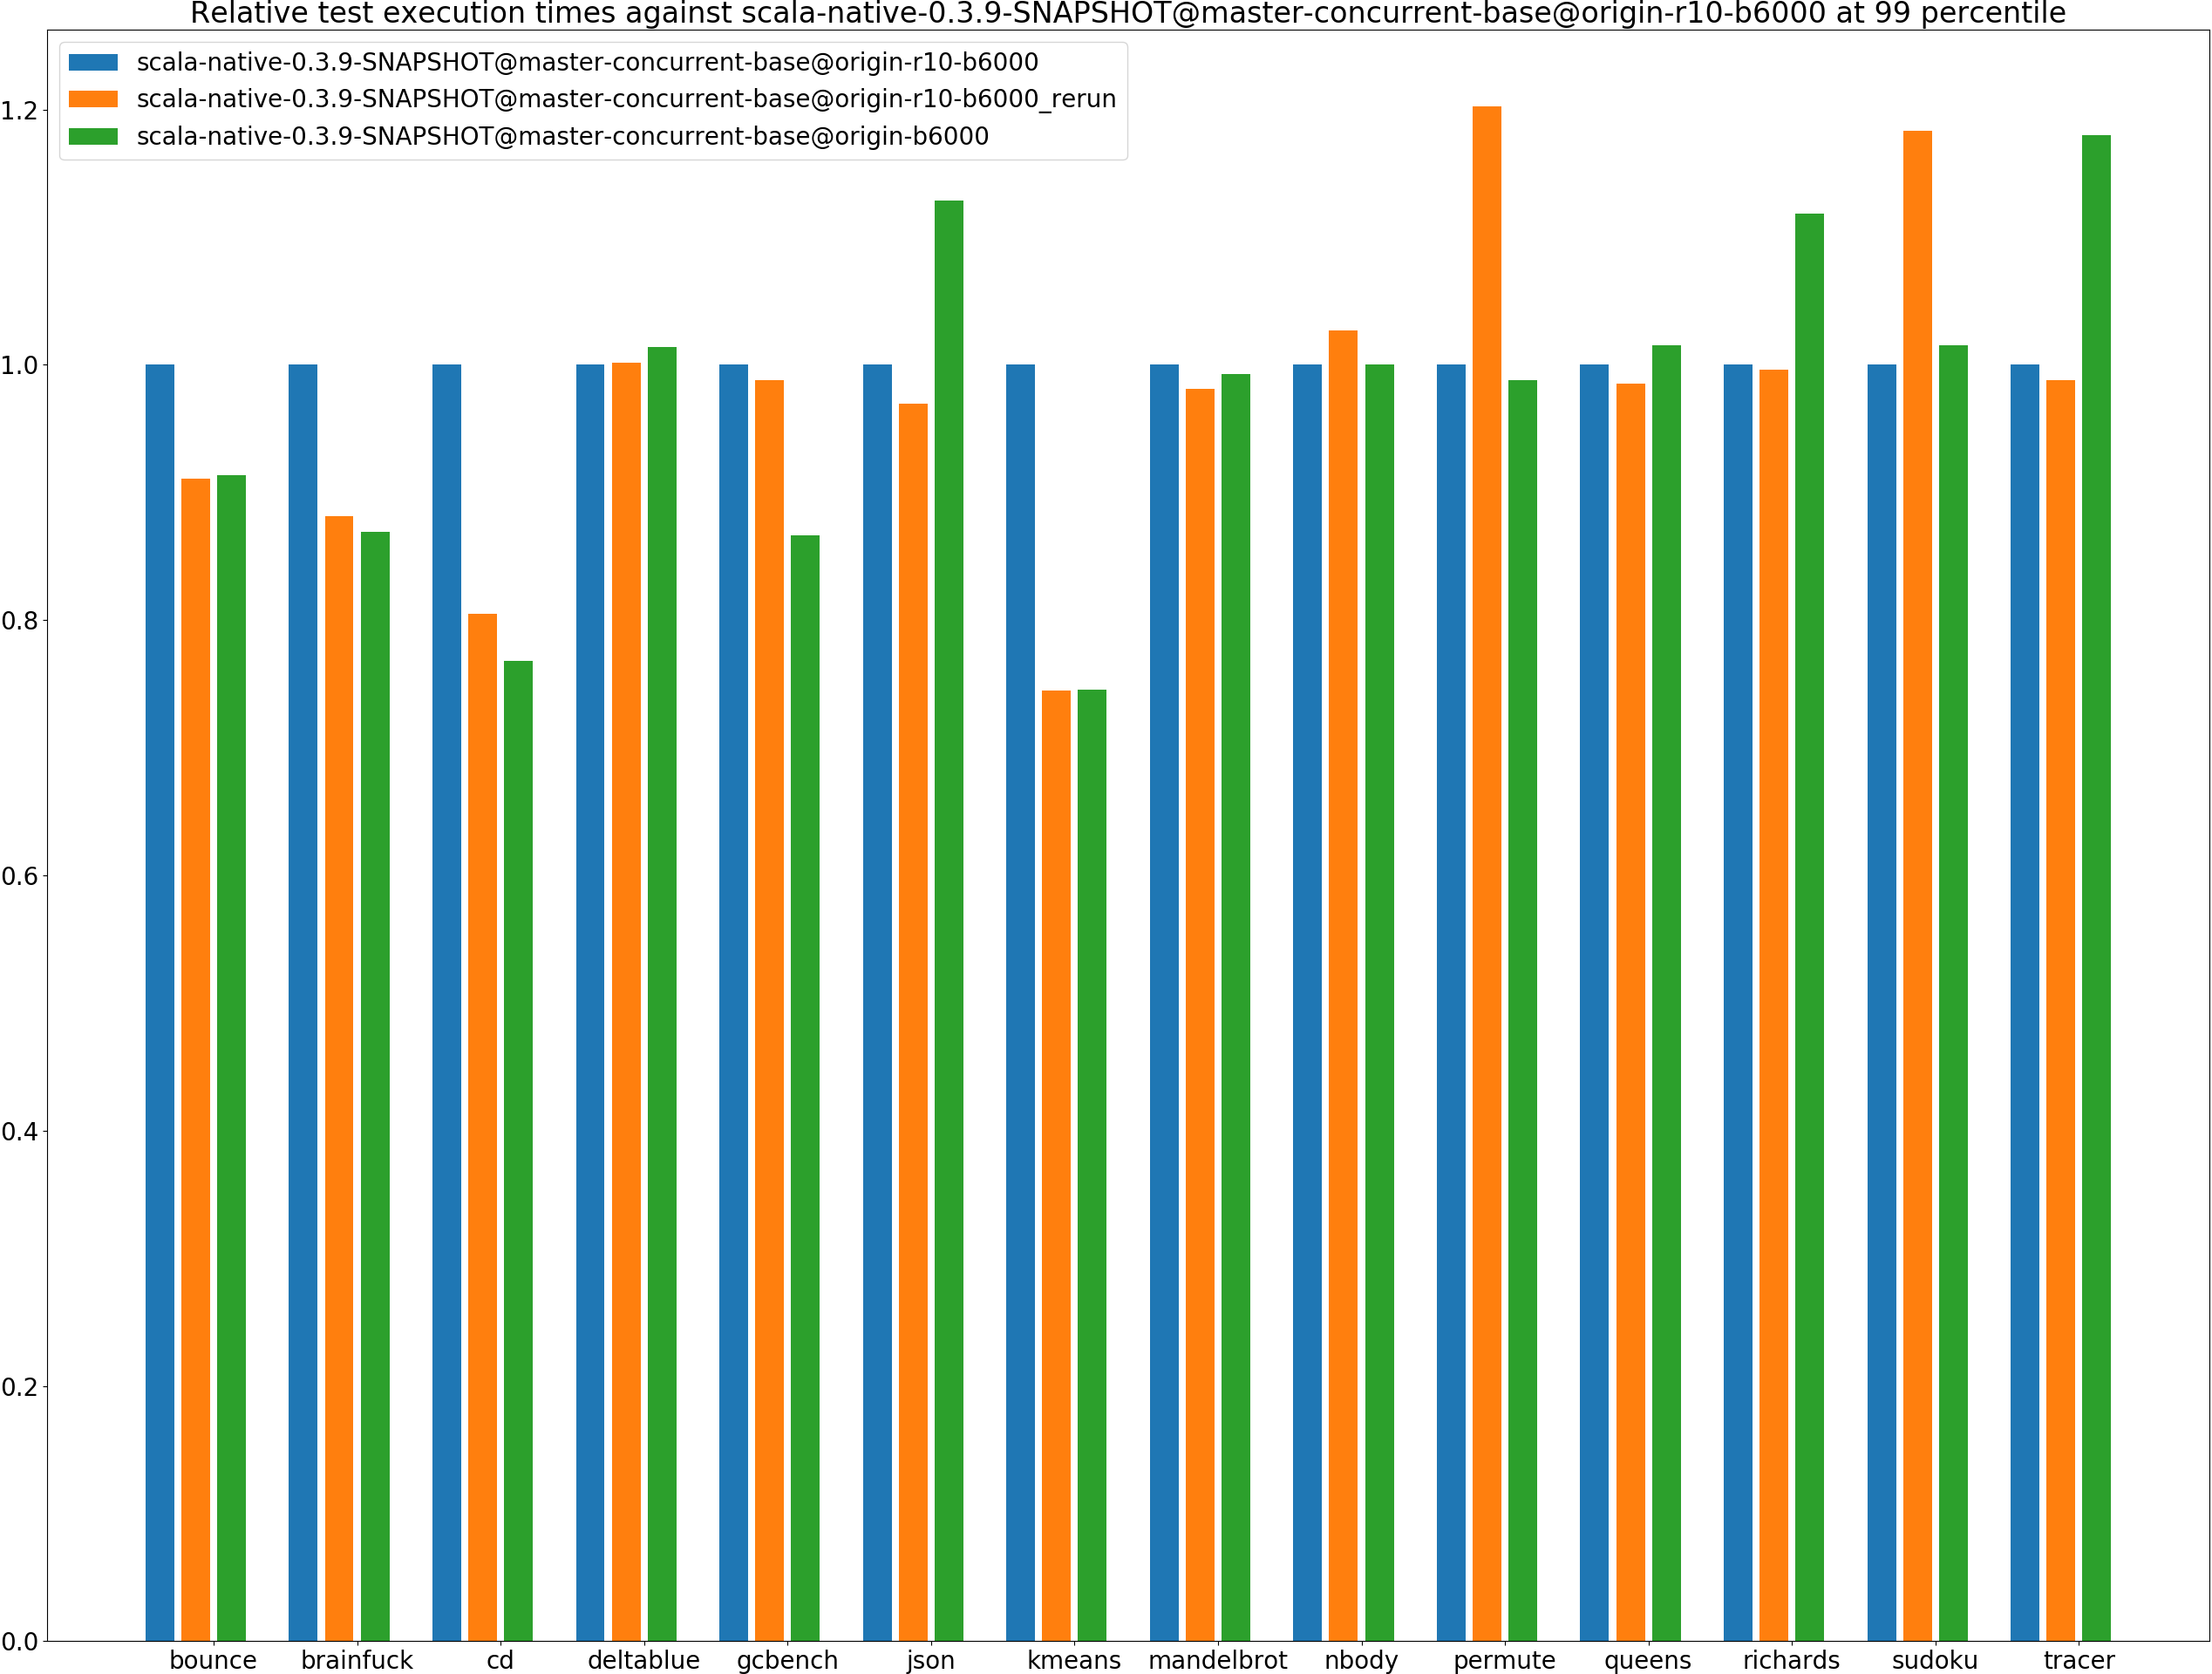 Relative test execution times against scala-native-0.3.9-SNAPSHOT@master-concurrent-base@origin-r10-b6000 at 99 percentile
scala-native-0.3.9-SNAPSHOT@master-concurrent-base@origin-r10-b6000
scala-native-0.3.9-SNAPSHOT@master-concurrent-base@origin-r10-b6000_rerun
scala-native-0.3.9-SNAPSHOT@master-concurrent-base@origin-b6000
1.2
1.0
0.8
0.6
0.4
0.2
0.0
bounce brainfuck cd deltablue gcbench json kmeans mandelbrot nbody permute queens richards sudoku tracer